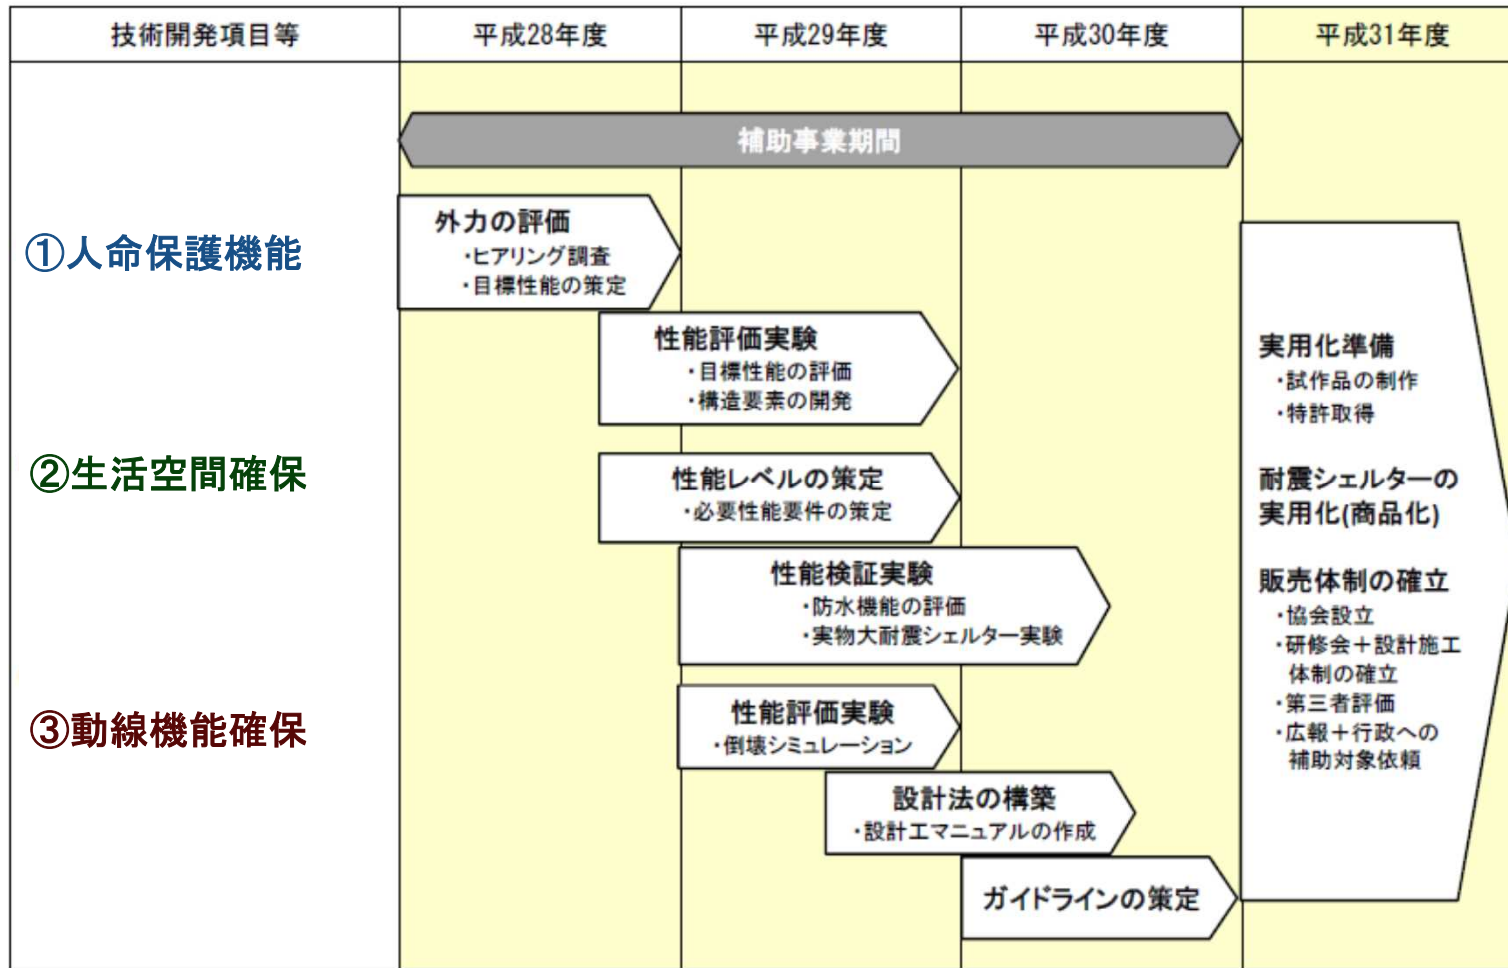 技術開発項目等
平成28年度
平成29年度
平成30年度
平成31年度
補助事業期間
①人命保護機能
外力の評価
・ヒアリング調査
・目標性能の策定
性能評価実験
・目標性能の評価
・構造要素の開発
②生活空間確保
性能レベルの策定
・必要性能要件の策定
性能検証実験
・防水機能の評価
・実物大耐震シェルター実験
③動線機能確保
性能評価実験
・倒壊シミュレーション
設計法の構築
・設計工マニュアルの作成
ガイドラインの策定
実用化準備
・試作品の制作
・特許取得
耐震シェルターの
実用化(商品化)
販売体制の確立
・協会設立
・研修会＋設計施工
体制の確立
・第三者評価
・広報＋行政への
補助対象依頼